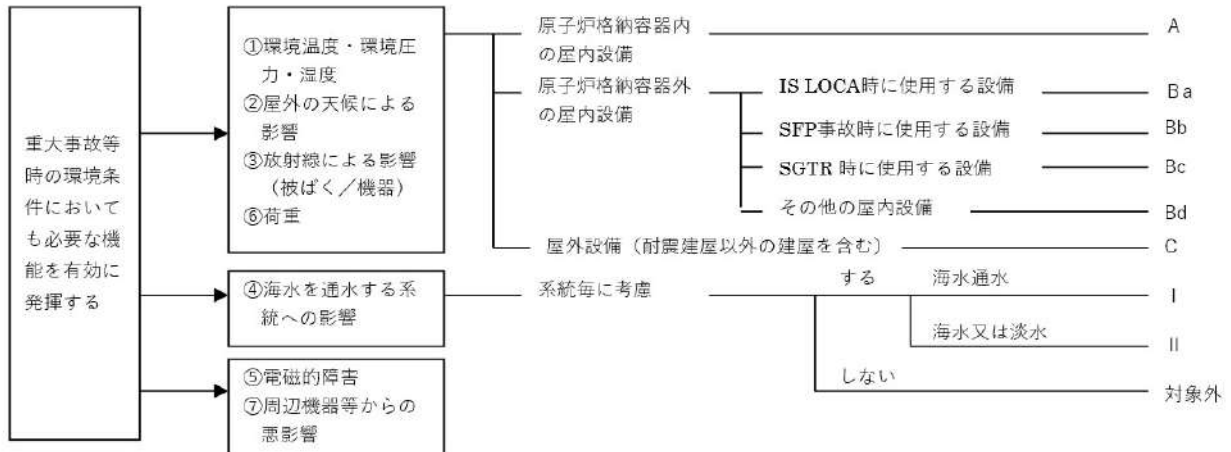 重大事故等
時の環境条
件において
も必要な機
能を有効に
発揮する
①環境温度・環境圧
力・湿度
②屋外の天候による
影響
③放射線による影響
(被ばく/機器)
⑥荷重
④海水を通水する系
統への影響
⑤電磁的障害
⑦周辺機器等からの
悪影響
原子炉格納容器内
の屋内設備
A
原子炉格納容器外
の屋内設備
IS LOCA時に使用する設備
Ba
SFP事故時に使用する設備
Bb
SGTR 時に使用する設備
Bc
その他の屋内設備
Bd
屋外設備(耐震建屋以外の建屋を含む)
C
系統毎に考慮
する
海水通水
I
海水又は淡水
II
しない
対象外